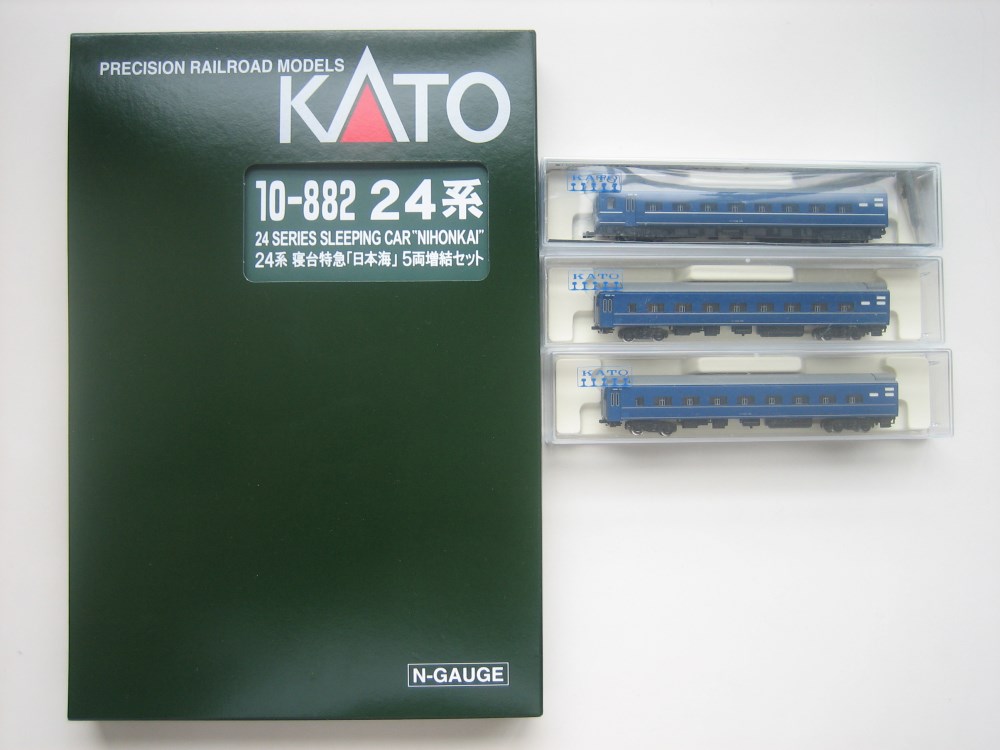 PRECISION RAILROAD MODELS
KATO
10-882 24系
24 SERIES SLEEPING CAR "NIHONKAI"
24系 寝台特急「日本海」5両増結セット
N-GAUGE
KATO
KATO
KATO